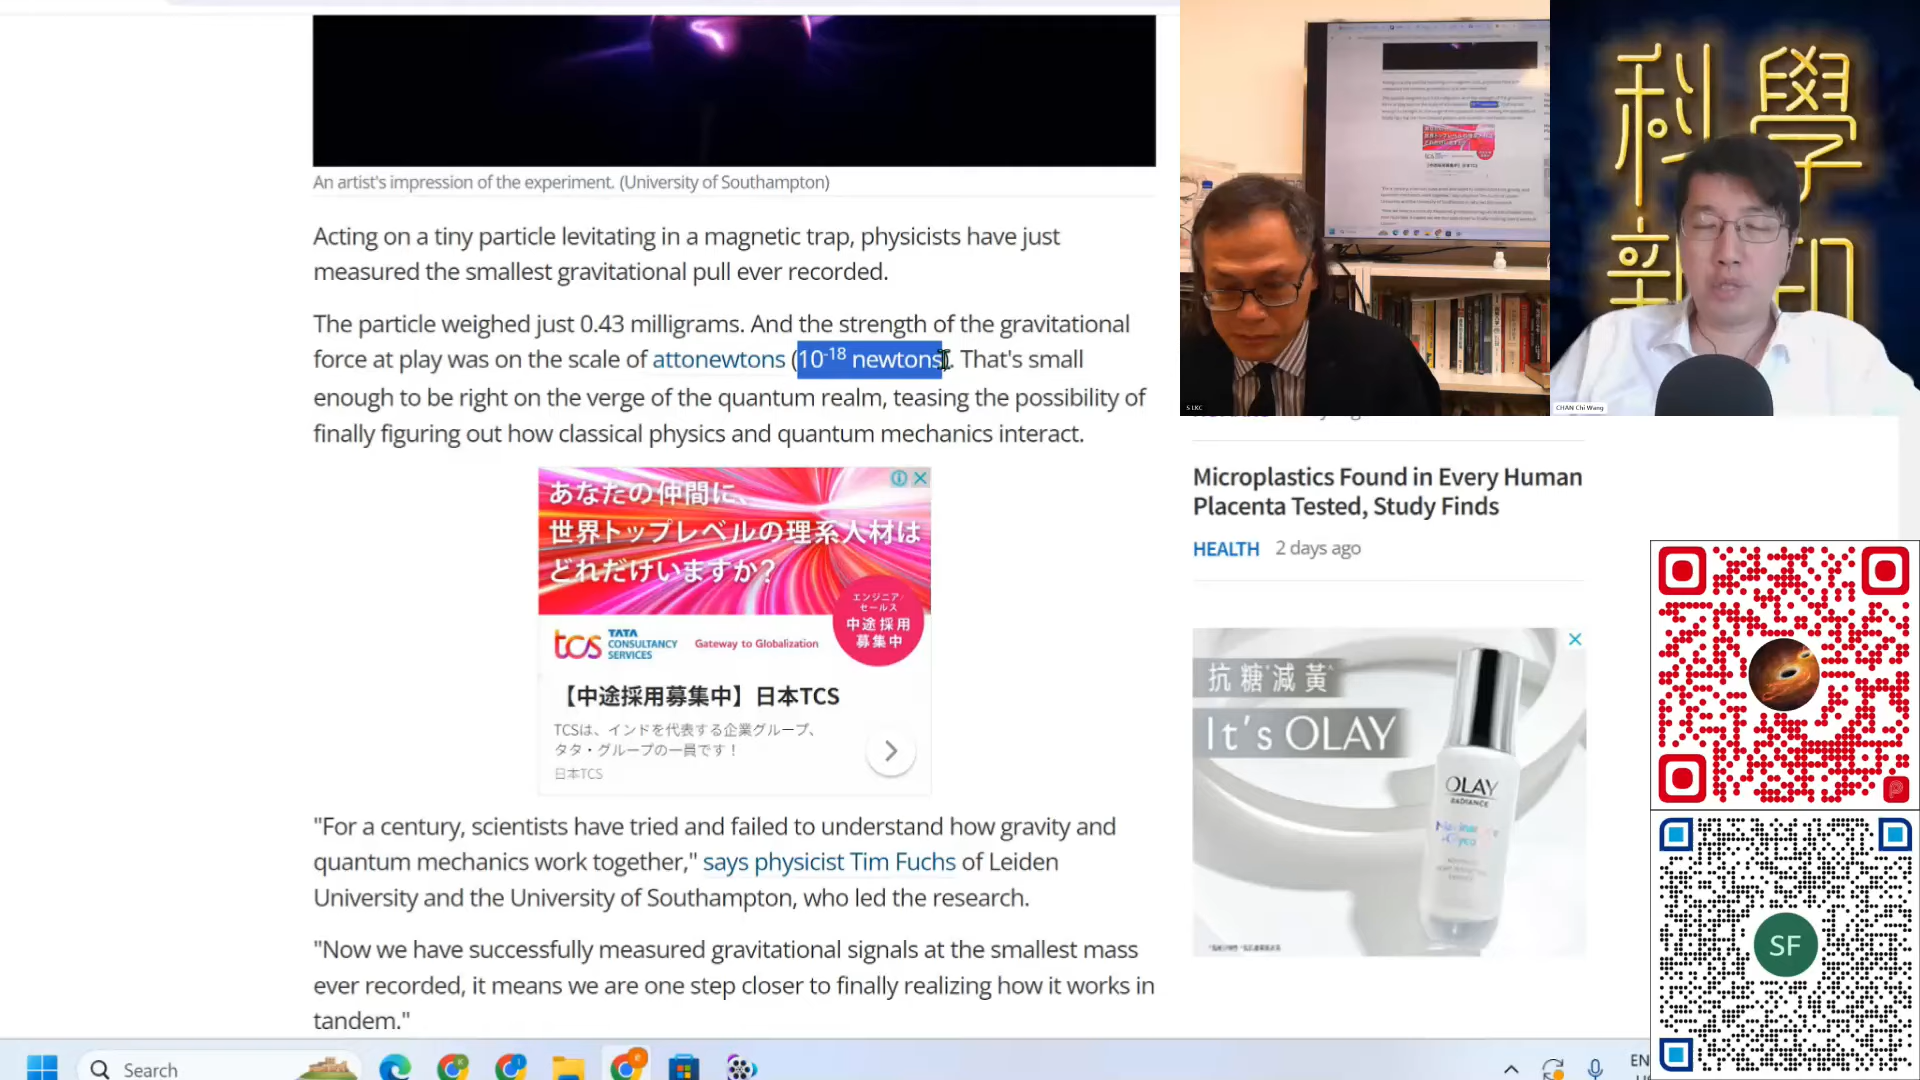 An artist's impression of the experiment. (University of Southampton)
Acting on a tiny particle levitating in a magnetic trap, physicists have just
measured the smallest gravitational pull ever recorded.
The particle weighed just 0.43 milligrams. And the strength of the gravitational
force at play was on the scale of attonewtons (10-18 newtons). That's small
enough to be right on the verge of the quantum realm, teasing the possibility of
finally figuring out how classical physics and quantum mechanics interact.
あなたの仲間に、
世界トップレベルの理系人材は
どれだけいますか?
エンジニア/
セールス
中途採用
募集中
tcs TATA
CONSULTANCY
SERVICES
Gateway to Globalization
【中途採用募集中】日本TCS
TCSは、インドを代表する企業グループ、
タタ・グループの一員です！
日本TCS
"For a century, scientists have tried and failed to understand how gravity and
quantum mechanics work together," says physicist Tim Fuchs of Leiden
University and the University of Southampton, who led the research.
"Now we have successfully measured gravitational signals at the smallest mass
ever recorded, it means we are one step closer to finally realizing how it works in
tandem."
S LKC
科學
新知
CHAN Chi Wang
Microplastics Found in Every Human
Placenta Tested, Study Finds
HEALTH 2 days ago
抗糖減黃
It's OLAY
OLAY
RADIANCE
SF
Search
EN